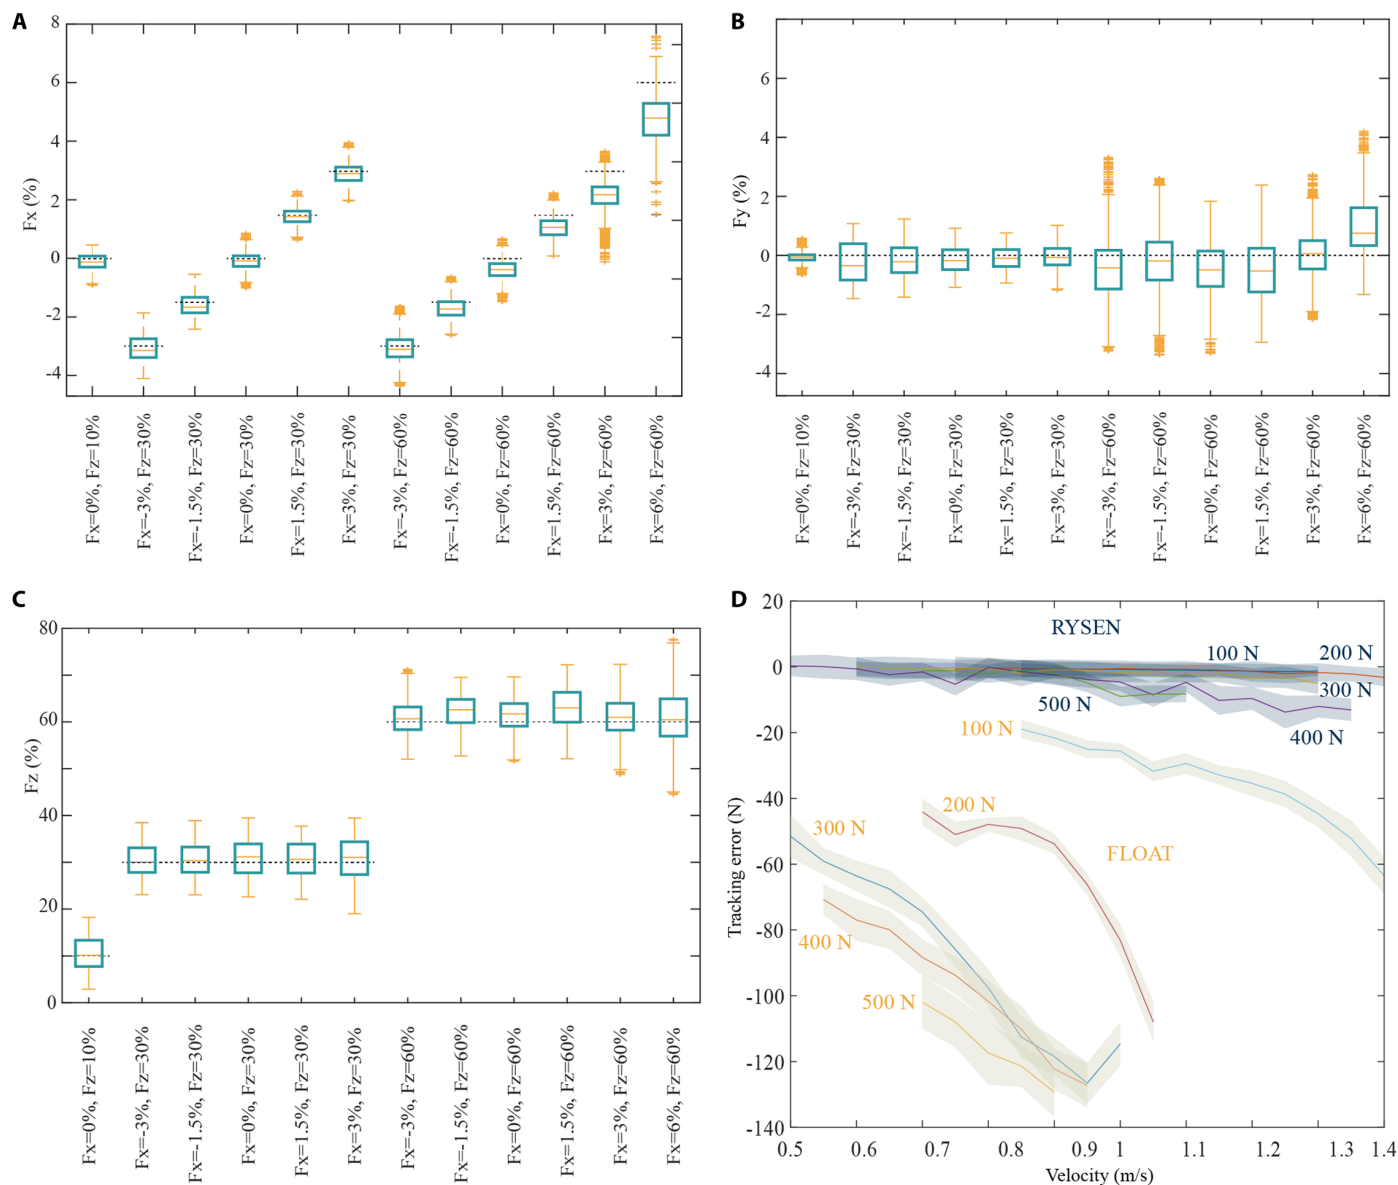 A
Fx (%)
8
6
4
2
0
-2
-4
Fx=0%, Fz=10%
Fx=-3%, Fz=30%
Fx=-1.5%, Fz=30%
Fx=0%, Fz=30%
Fx=1.5%, Fz=30%
Fx=3%, Fz=30%
Fx=-3%, Fz=60%
Fx=-1.5%, Fz=60%
Fx=0%, Fz=60%
Fx=1.5%, Fz=60%
Fx=3%, Fz=60%
Fx=6%, Fz=60%
B
Fy (%)
6
4
2
0
-2
-4
Fx=0%, Fz=10%
Fx=-3%, Fz=30%
Fx=-1.5%, Fz=30%
Fx=0%, Fz=30%
Fx=1.5%, Fz=30%
Fx=3%, Fz=30%
Fx=-3%, Fz=60%
Fx=-1.5%, Fz=60%
Fx=0%, Fz=60%
Fx=1.5%, Fz=60%
Fx=3%, Fz=60%
Fx=6%, Fz=60%
C
Fz (%)
80
60
40
20
0
Fx=0%, Fz=10%
Fx=-3%, Fz=30%
Fx=-1.5%, Fz=30%
Fx=0%, Fz=30%
Fx=1.5%, Fz=30%
Fx=3%, Fz=30%
Fx=-3%, Fz=60%
Fx=-1.5%, Fz=60%
Fx=0%, Fz=60%
Fx=1.5%, Fz=60%
Fx=3%, Fz=60%
Fx=6%, Fz=60%
D
Tracking error (N)
20
0
-20
-40
-60
-80
-100
-120
-140
RYSEN
100 N
200 N
300 N
500 N
400 N
100 N
200 N
300 N
FLOAT
400 N
500 N
0.5
0.6
0.7
0.8
0.9
1
1.1
1.2
1.3
1.4
Velocity (m/s)